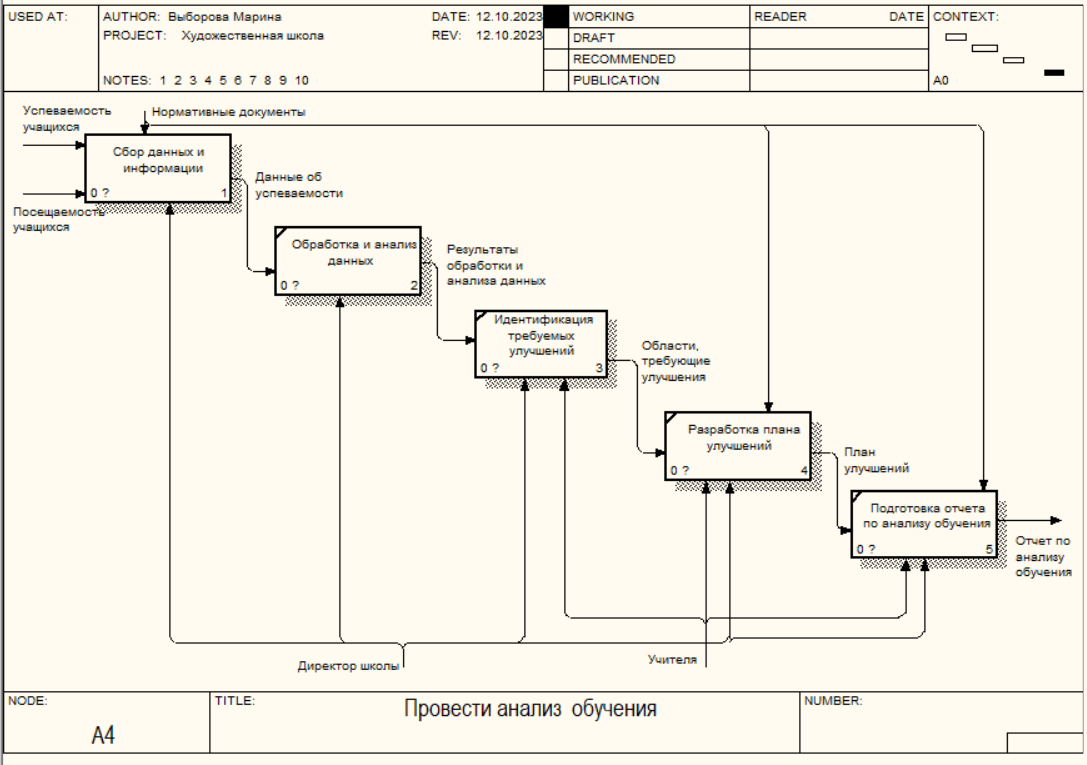 USED AT:
AUTHOR: Выборова Марина
DATE: 12.10.2023
PROJECT: Художественная школа
REV: 12.10.2023
NOTES: 1 2 3 4 5 6 7 8 9 10
WORKING
DRAFT
RECOMMENDED
PUBLICATION
READER
DATE
CONTEXT:
A0
Успеваемость
учащихся
Нормативные документы
Сбор данных и
информации
0 ?
1
Посещаемость
учащихся
Данные об
успеваемости
Обработка и анализ
данных
0 ?
2
Результаты
обработки и
анализа данных
Идентификация
требуемых
улучшений
0 ?
3
Области,
требующие
улучшения
Разработка плана
улучшений
0 ?
4
План
улучшений
Подготовка отчета
по анализу обучения
0 ?
5
Отчет по
анализу
обучения
Директор школы
Учителя
NODE:
A4
TITLE:
Провести анализ обучения
NUMBER: